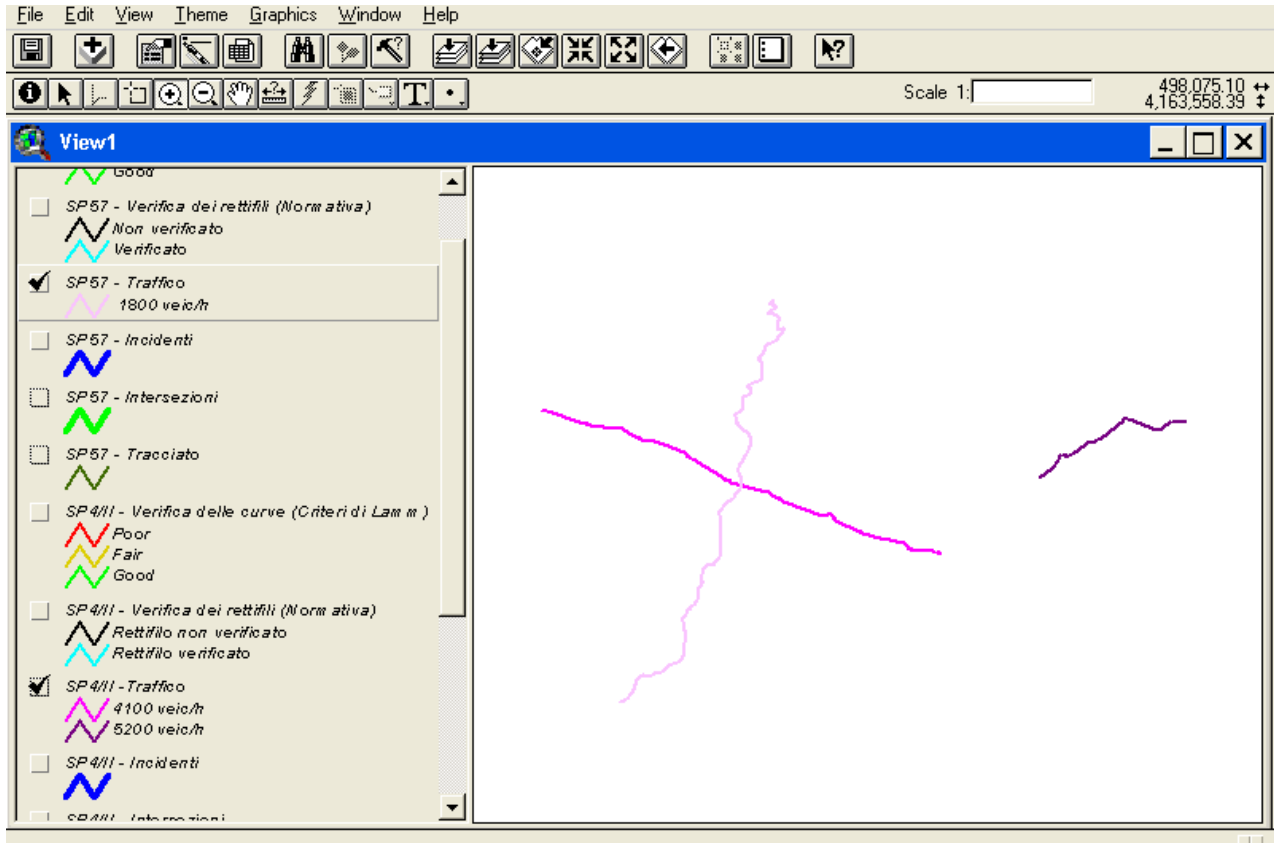 File Edit View Theme Graphics Window Help
Scale 1: 498,075.10
4,163,558.39
View1
Good
SP57 - Verifica dei rettifili (Normativa)
Non verificato
Verificato
SP57 - Traffico
1800 veic/h
SP57 - Incidenti
SP57 - Intersezioni
SP57 - Tracciato
SP4/II - Verifica delle curve (Criteri di Lamm)
Poor
Fair
Good
SP4/II - Verifica dei rettifili (Normativa)
Rettifilo non verificato
Rettifilo verificato
SP4/II - Traffico
4100 veic/h
5200 veic/h
SP4/II - Incidenti
SP4/II - Intersezioni